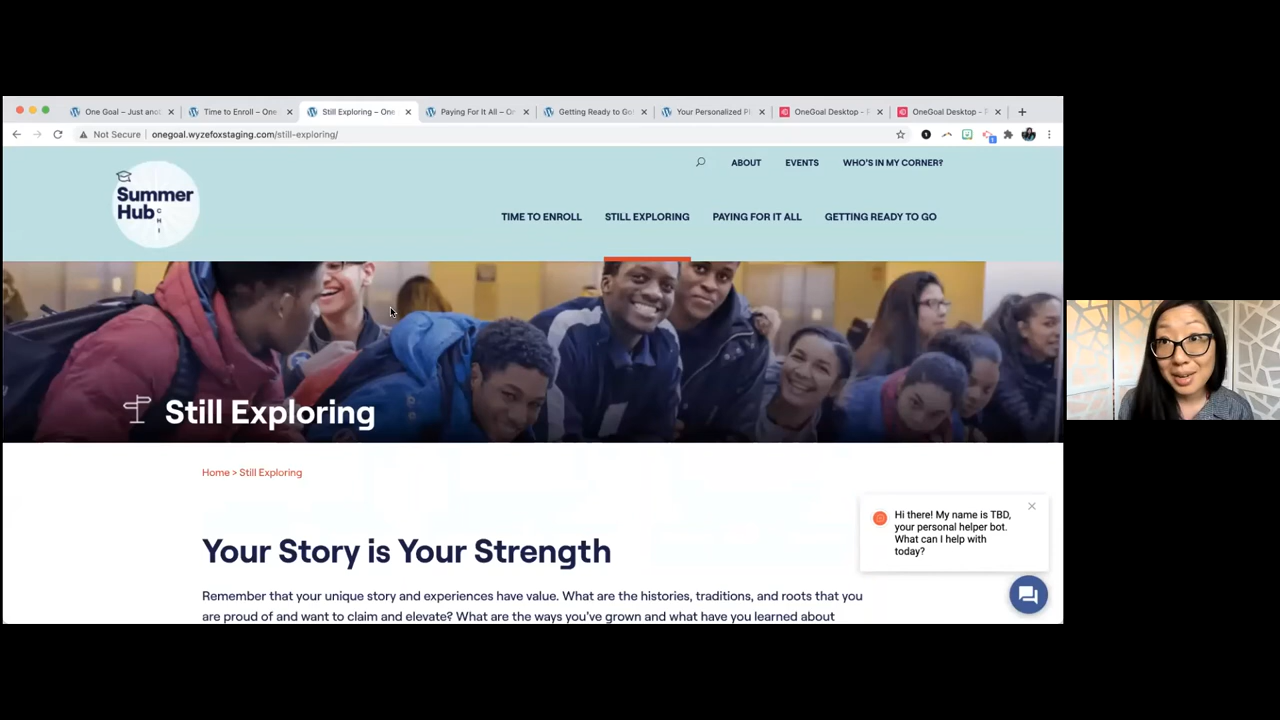 One Goal – Just ano
Time to Enroll – One
Still Exploring – One
Paying For It All – O
Getting Ready to Go
Your Personalized Pl
OneGoal Desktop -
OneGoal Desktop -
Not Secure
onegoal.wyzefoxstaging.com/still-exploring/
ABOUT
EVENTS
WHO'S IN MY CORNER?
Summer
Hub
CHI
TIME TO ENROLL
STILL EXPLORING
PAYING FOR IT ALL
GETTING READY TO GO
Still Exploring
Home > Still Exploring
Hi there! My name is TBD,
your personal helper bot.
What can I help with
today?
Your Story is Your Strength
Remember that your unique story and experiences have value. What are the histories, traditions, and roots that you
are proud of and want to claim and elevate? What are the ways you've grown and what have you learned about